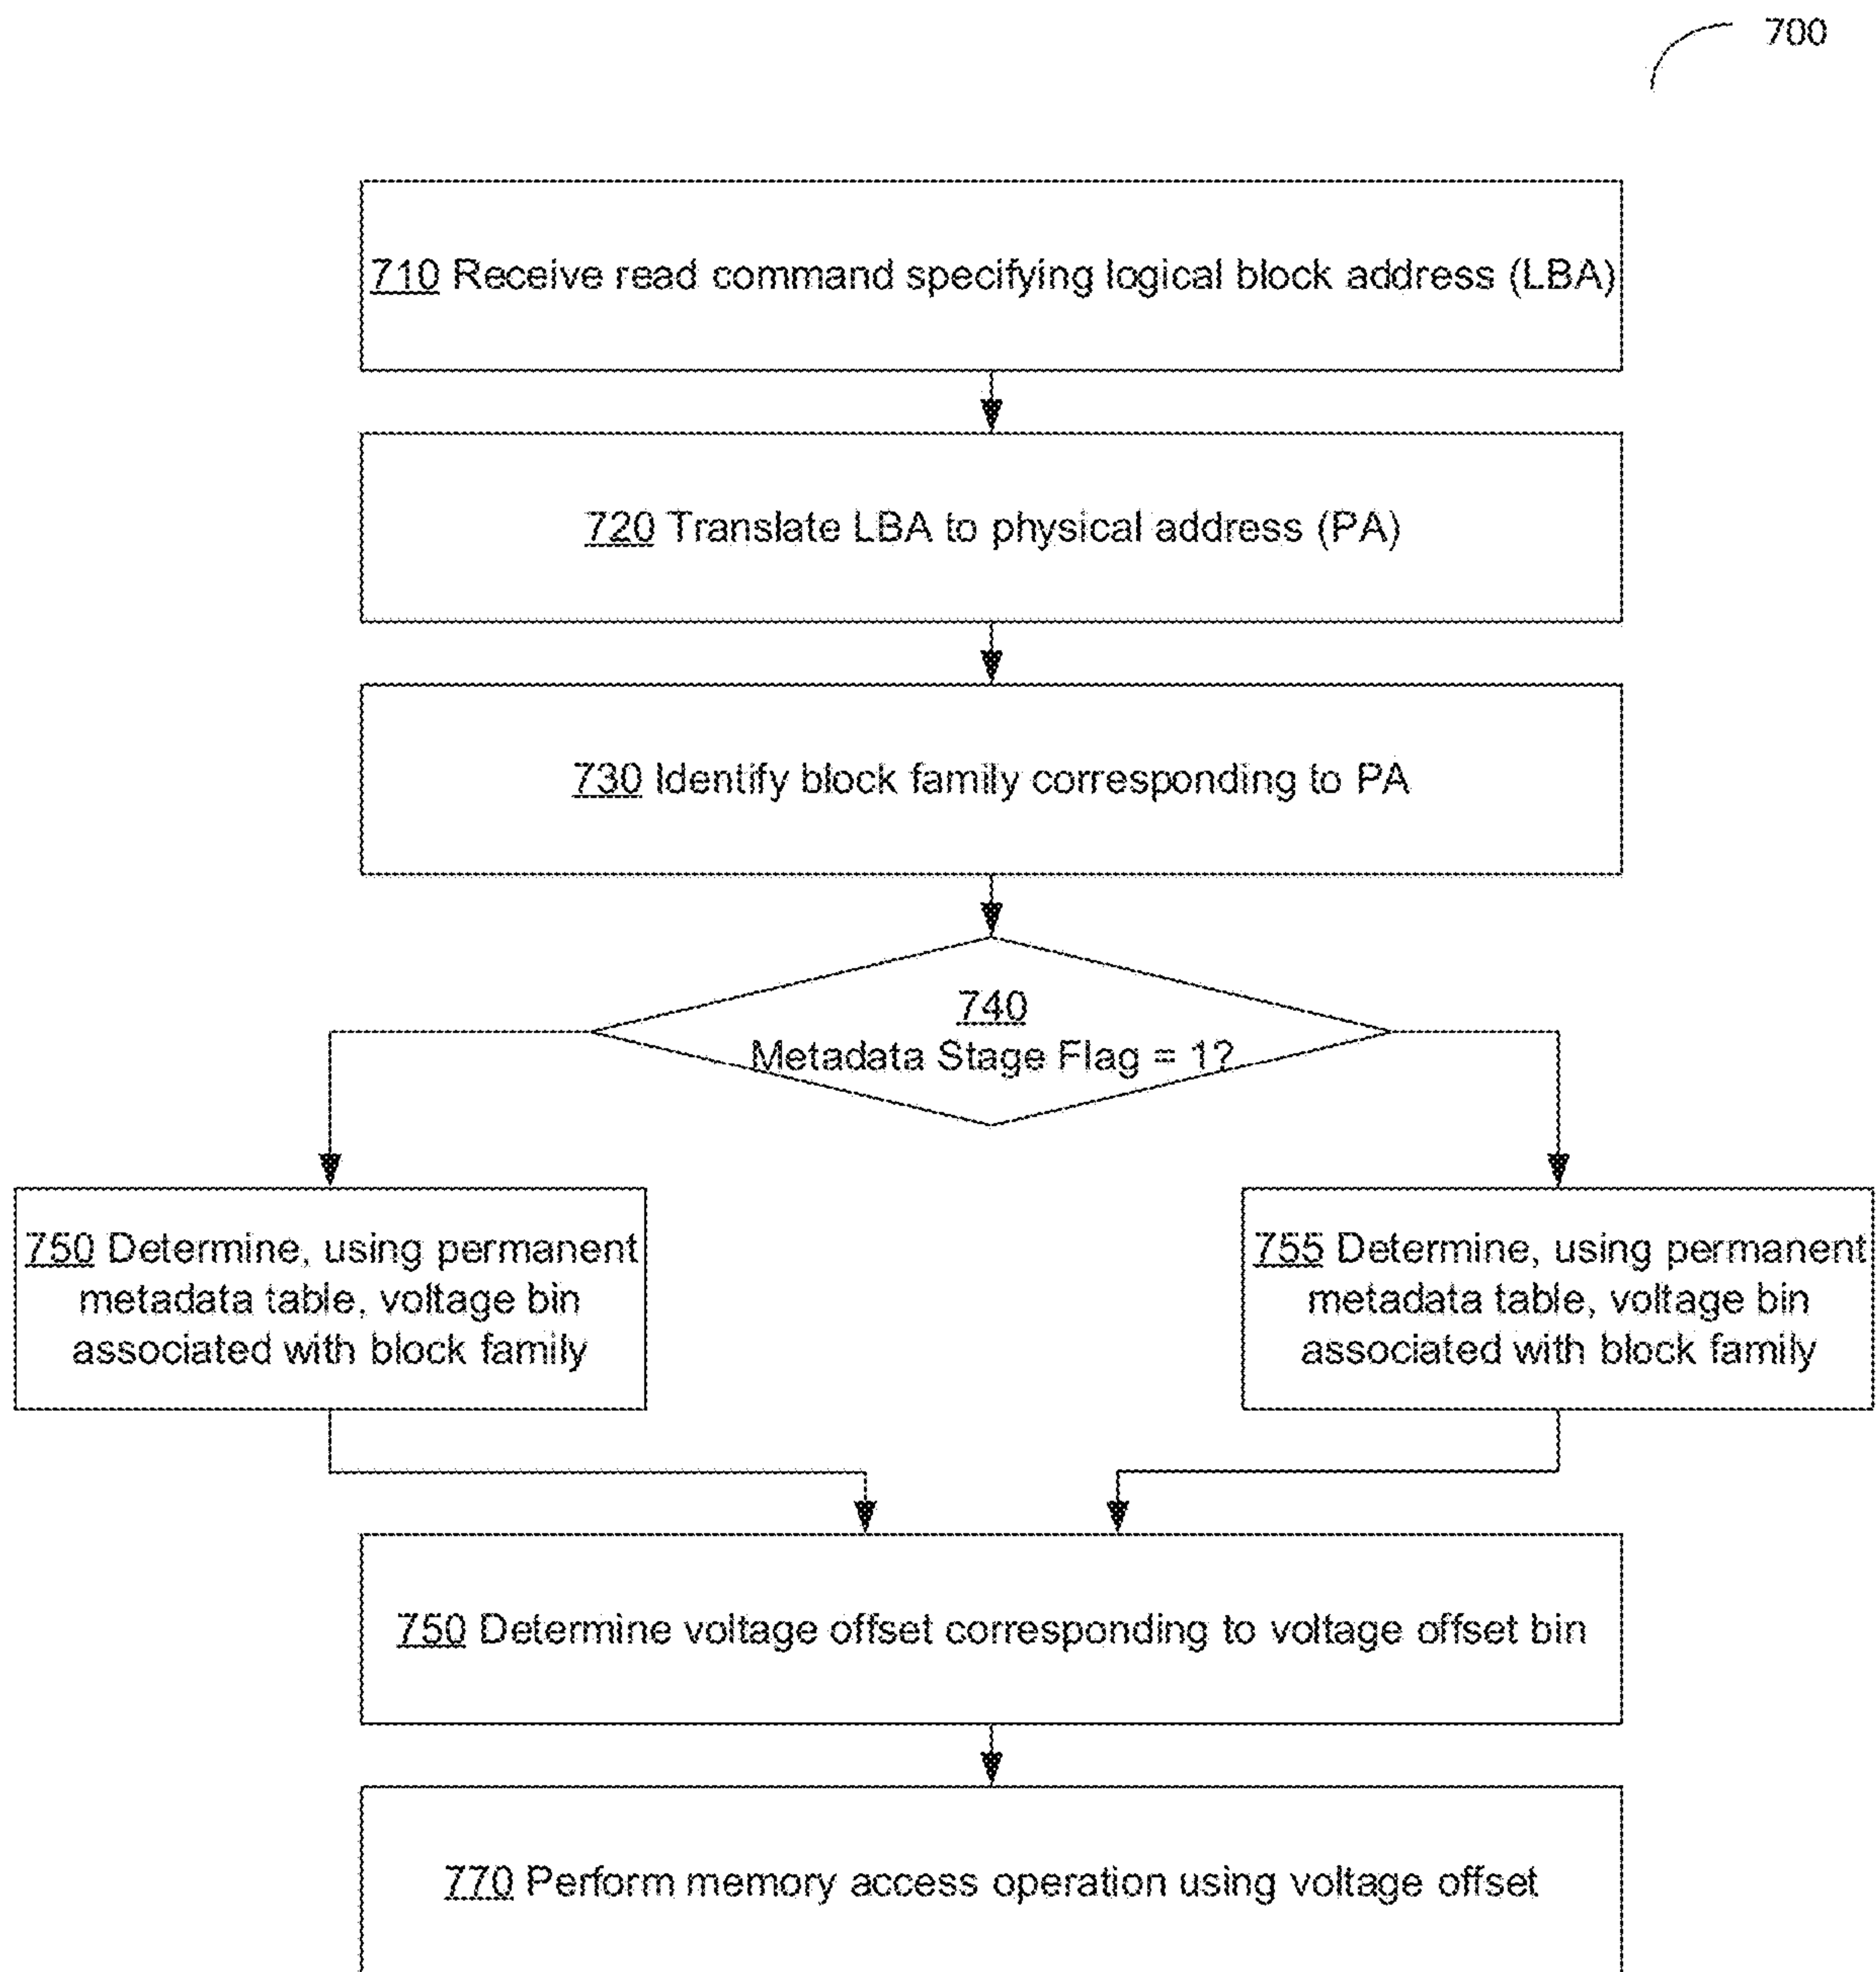 700
710 Receive read command specifying logical block address (LBA)
720 Translate LBA to physical address (PA)
730 Identify block family corresponding to PA
740
Metadata Stage Flag = 1?
750 Determine, using permanent
metadata table, voltage bin
associated with block family
755 Determine, using permanent
metadata table, voltage bin
associated with block family
750 Determine voltage offset corresponding to voltage offset bin
770 Perform memory access operation using voltage offset